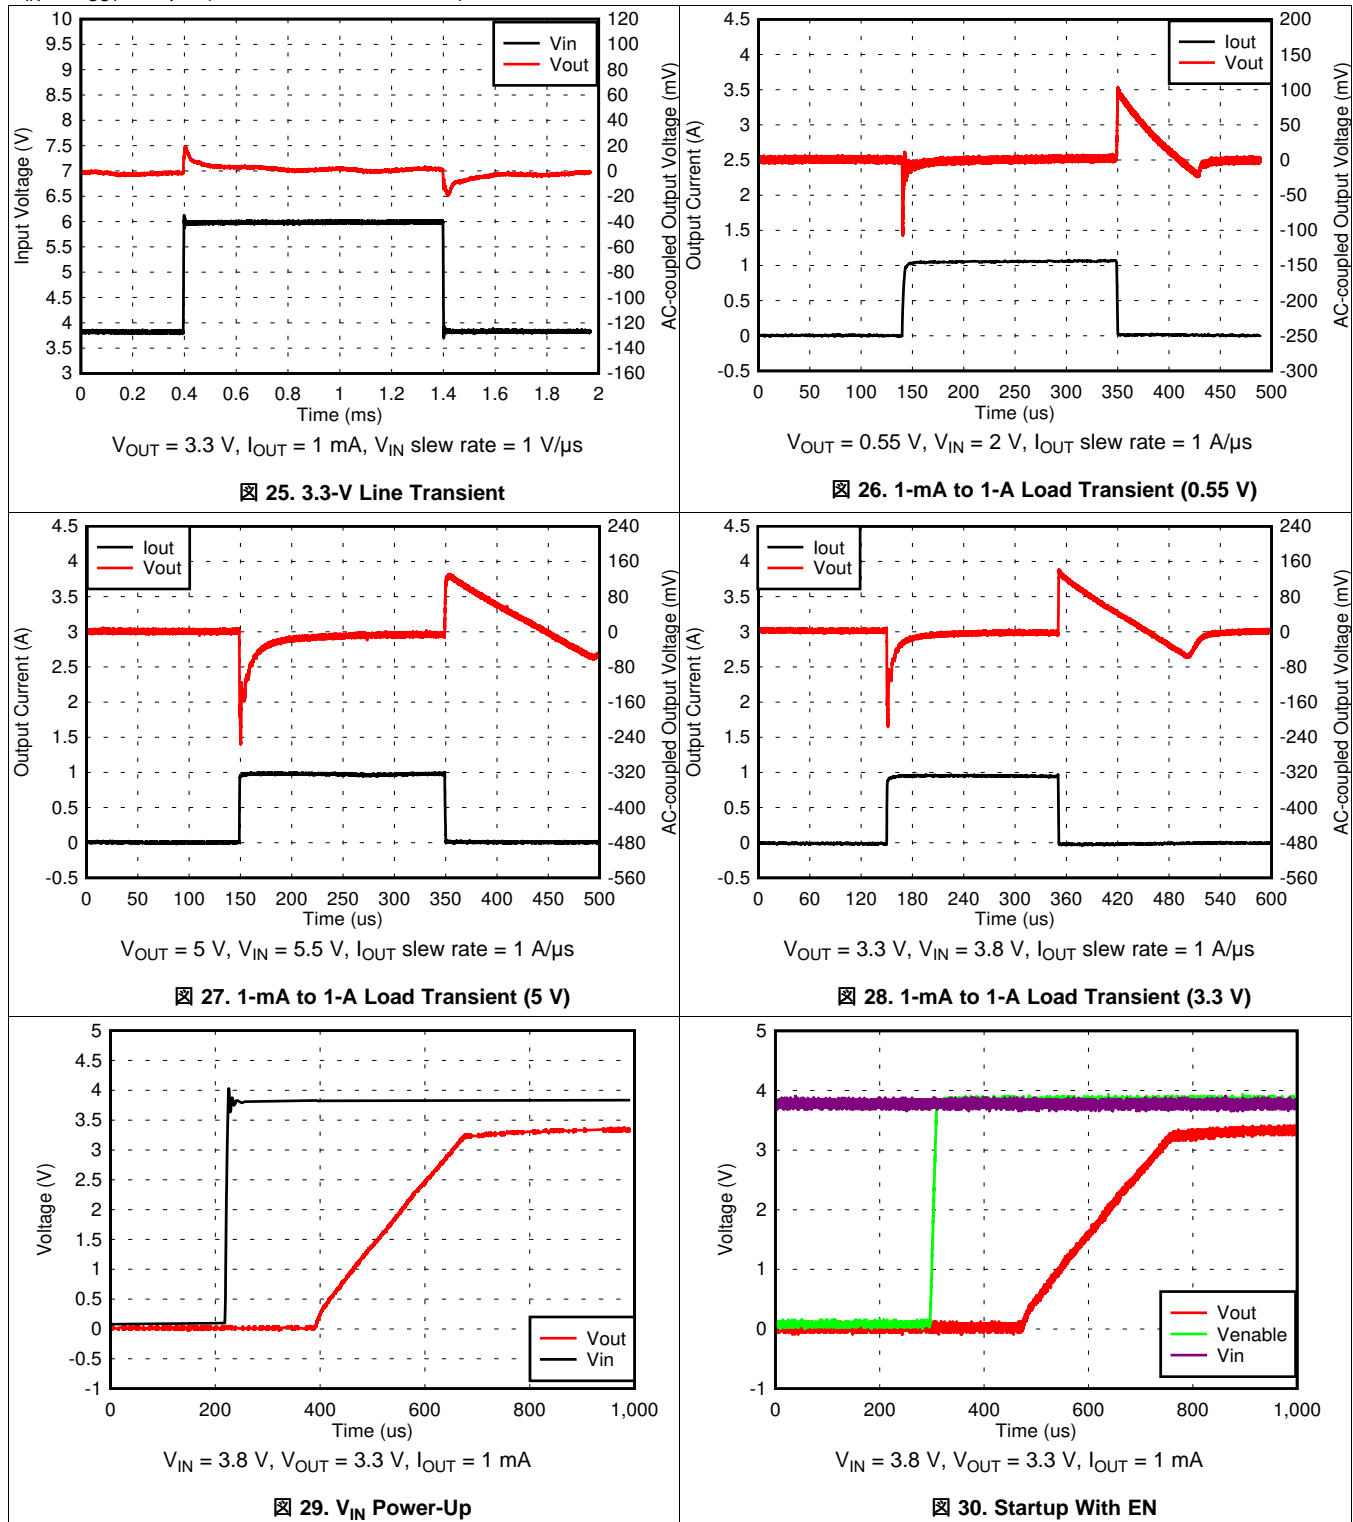 10
9.5
9
8.5
8
7.5
7
6.5
6
5.5
5
4.5
4
3.5
3
Input Voltage (V)
120
100
80
60
40
20
0
-20
-40
-60
-80
-100
-120
-140
-160
AC-coupled Output Voltage (mV)
Vin
Vout
0 0.2 0.4 0.6 0.8 1 1.2 1.4 1.6 1.8 2
Time (ms)
VOUT = 3.3 V, IOUT = 1 mA, VIN slew rate = 1 V/µs
図 25. 3.3-V Line Transient
4.5
4
3.5
3
2.5
2
1.5
1
0.5
0
-0.5
Output Current (A)
200
150
100
50
0
-50
-100
-150
-200
-250
-300
AC-coupled Output Voltage (mV)
Iout
Vout
0 50 100 150 200 250 300 350 400 450 500
Time (us)
VOUT = 0.55 V, VIN = 2 V, IOUT slew rate = 1 A/µs
図 26. 1-mA to 1-A Load Transient (0.55 V)
4.5
4
3.5
3
2.5
2
1.5
1
0.5
0
-0.5
Output Current (A)
240
160
80
0
-80
-160
-240
-320
-400
-480
-560
AC-coupled Output Voltage (mV)
Iout
Vout
0 50 100 150 200 250 300 350 400 450 500
Time (us)
VOUT = 5 V, VIN = 5.5 V, IOUT slew rate = 1 A/µs
図 27. 1-mA to 1-A Load Transient (5 V)
4.5
4
3.5
3
2.5
2
1.5
1
0.5
0
-0.5
Output Current (A)
240
160
80
0
-80
-160
-240
-320
-400
-480
-560
AC-coupled Output Voltage (mV)
Iout
Vout
0 60 120 180 240 300 360 420 480 540 600
Time (us)
VOUT = 3.3 V, VIN = 3.8 V, IOUT slew rate = 1 A/µs
図 28. 1-mA to 1-A Load Transient (3.3 V)
5
4.5
4
3.5
3
2.5
2
1.5
1
0.5
0
-0.5
-1
Voltage (V)
Vout
Vin
0 200 400 600 800 1,000
Time (us)
VIN = 3.8 V, VOUT = 3.3 V, IOUT = 1 mA
図 29. VIN Power-Up
5
4
3
2
1
0
-1
Voltage (V)
Vout
Venable
Vin
0 200 400 600 800 1,000
Time (us)
VIN = 3.8 V, VOUT = 3.3 V, IOUT = 1 mA
図 30. Startup With EN